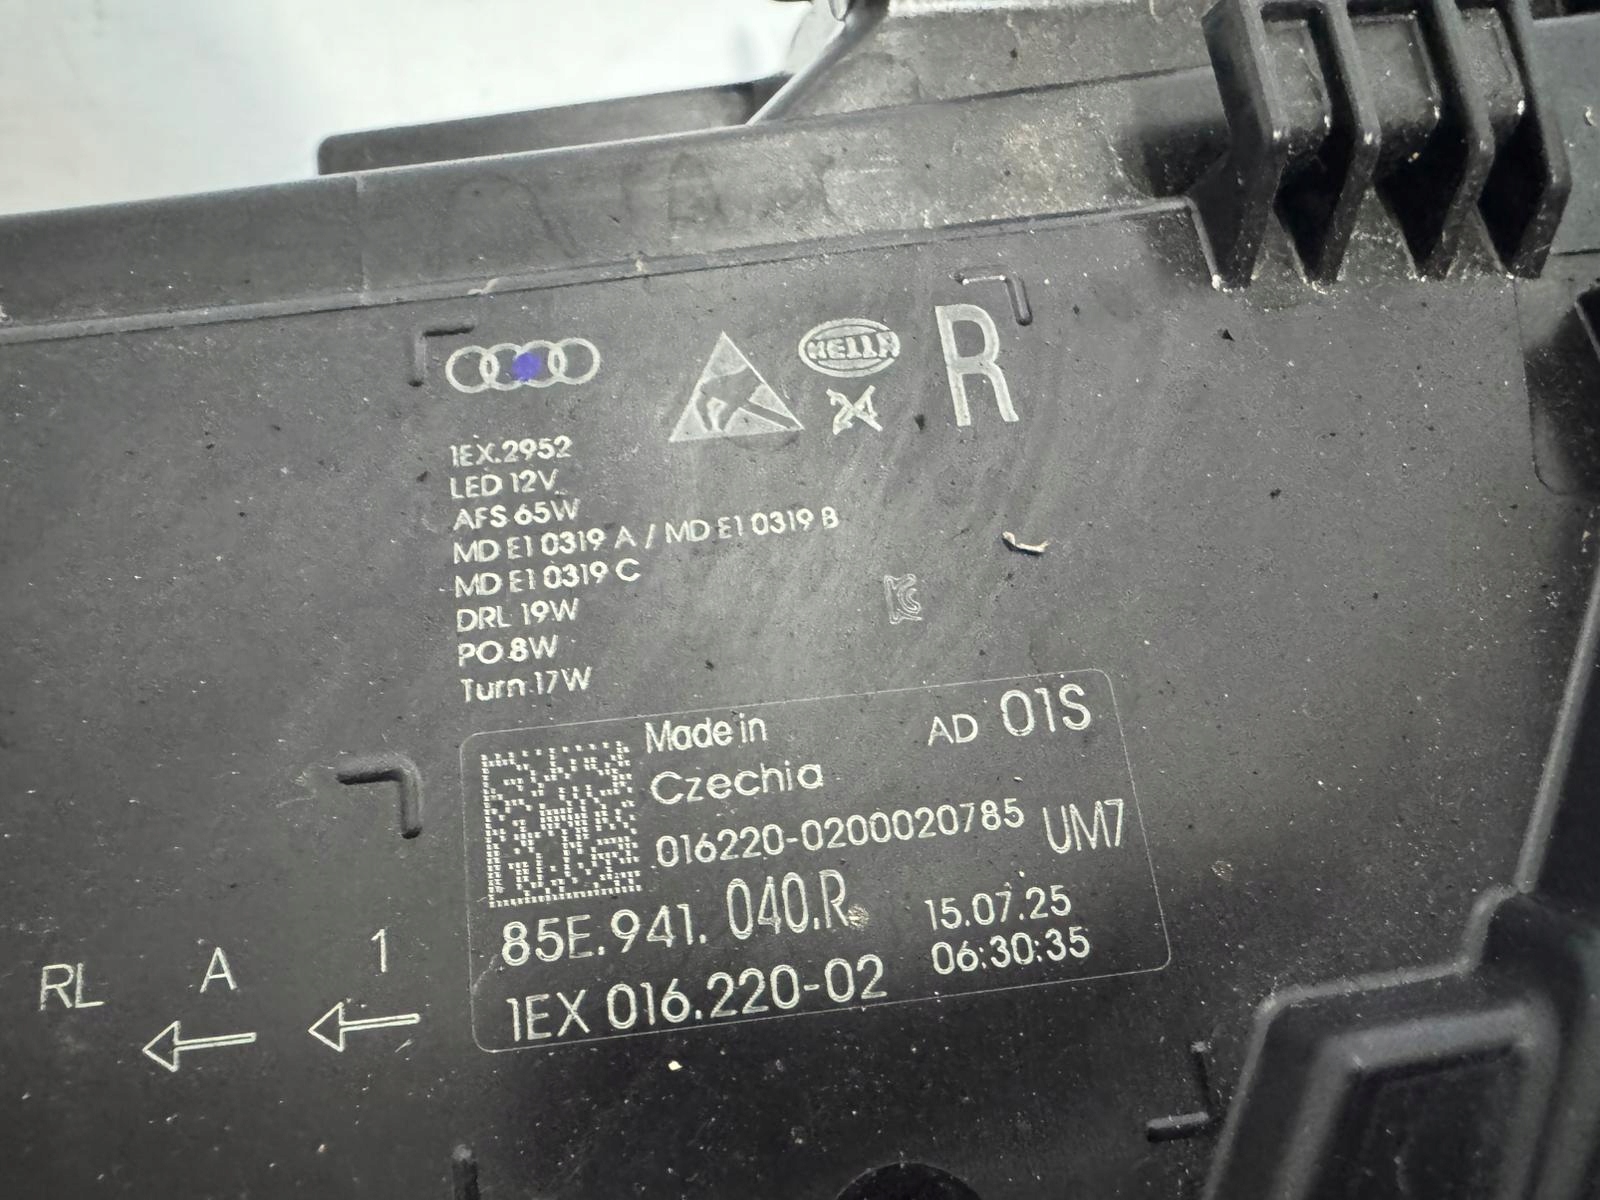 HELLA
24
R
1EX.2952
LED 12V
AFS 65W
MD E1 0319 A / MD E1 0319 B
MD E1 0319 C
DRL 19W
PO 8W
Turn 17W
KC
Made in
Czechia
AD 01S
016220-0200020785
UM7
85E.941. 040.R.
15.07.25
06:30:35
1EX 016.220-02
RL A 1